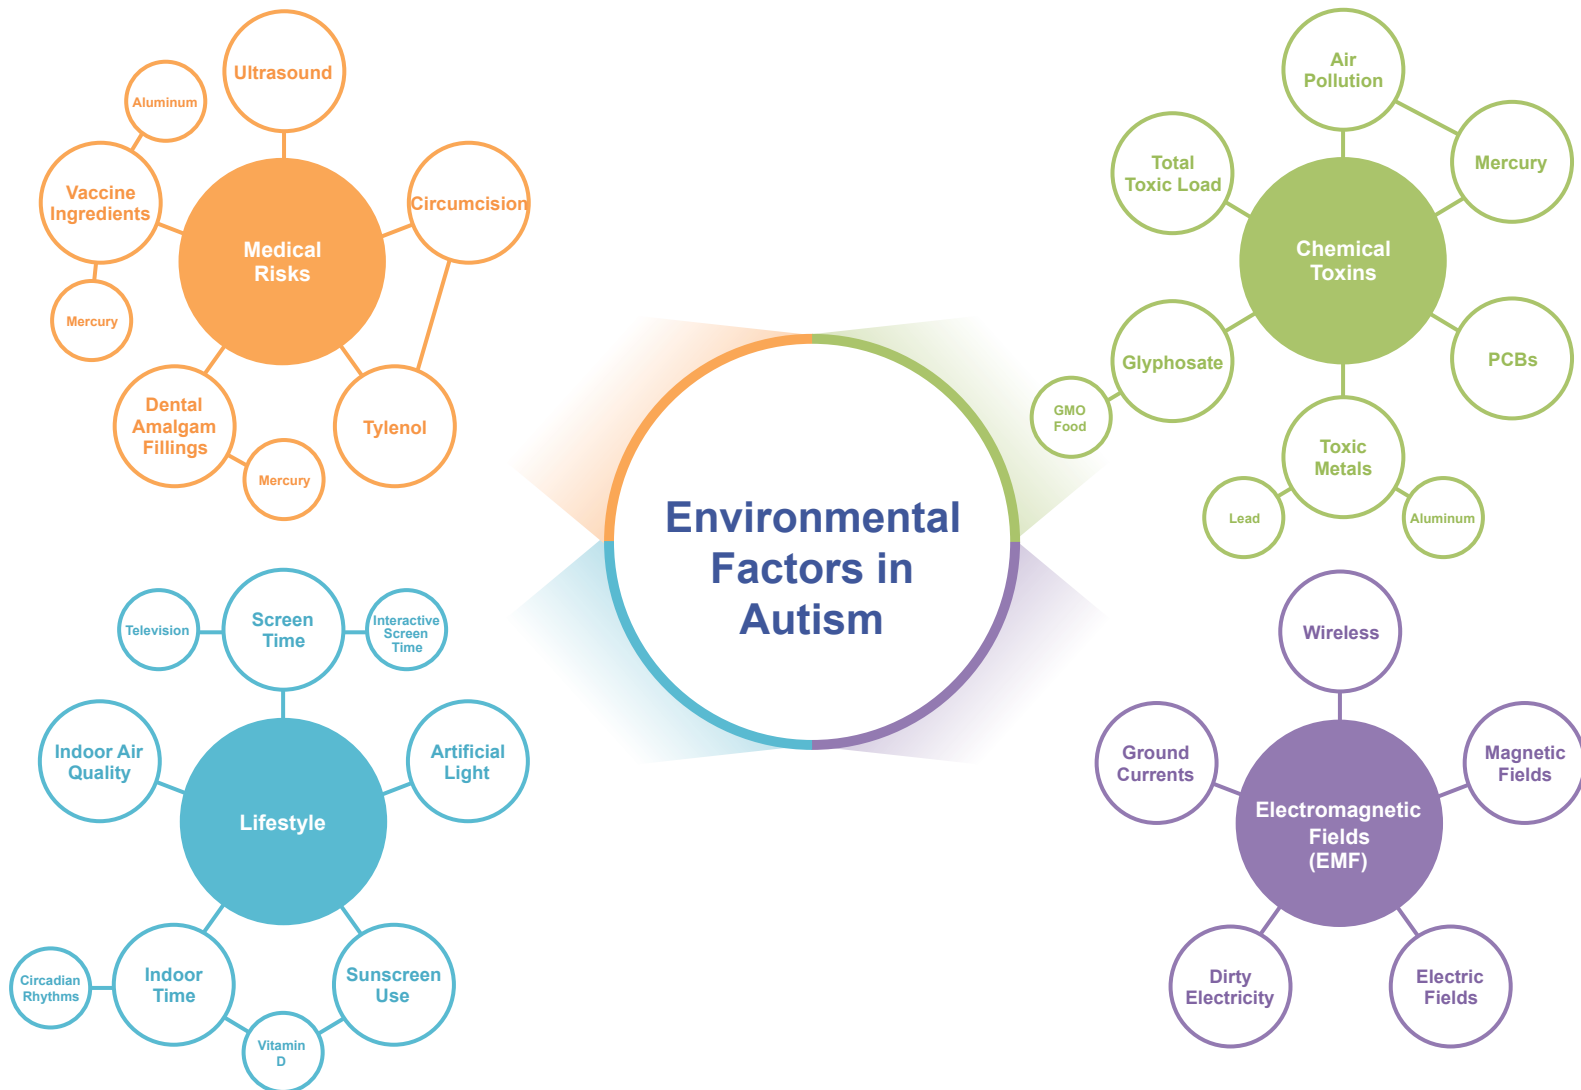 Ultrasound
Aluminum
Vaccine
Ingredients
Circumcision
Medical
Risks
Mercury
Dental
Amalgam
Fillings
Tylenol
Mercury
Air
Pollution
Total
Toxic Load
Mercury
Chemical
Toxins
Glyphosate
PCBs
GMO
Food
Toxic
Metals
Lead
Aluminum
Environmental
Factors in
Autism
Television
Screen
Time
Interactive
Screen
Time
Indoor Air
Quality
Artificial
Light
Lifestyle
Circadian
Rhythms
Indoor
Time
Sunscreen
Use
Vitamin
D
Wireless
Ground
Currents
Magnetic
Fields
Electromagnetic
Fields
(EMF)
Dirty
Electricity
Electric
Fields